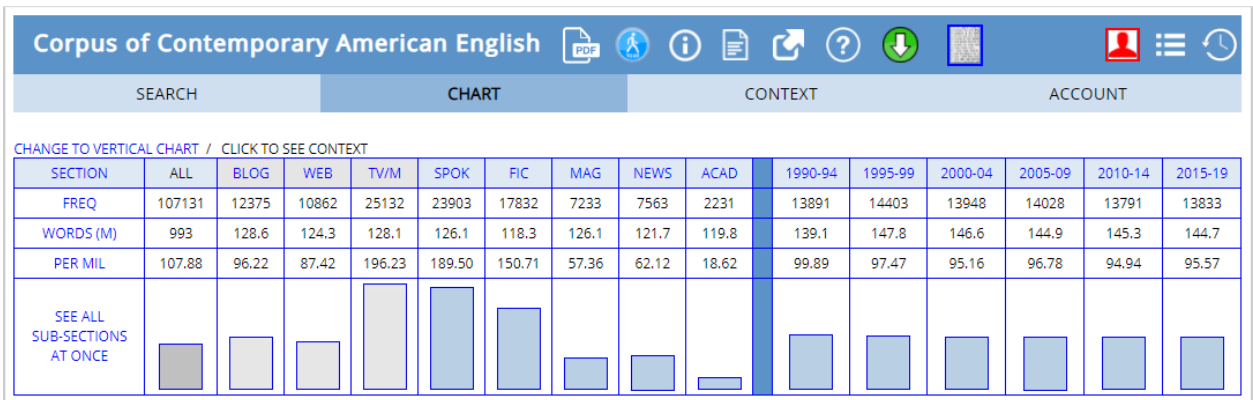 Corpus of Contemporary American English PDF
SEARCH CHART CONTEXT ACCOUNT
CHANGE TO VERTICAL CHART / CLICK TO SEE CONTEXT
SECTION ALL BLOG WEB TV/M SPOK FIC MAG NEWS ACAD 1990-94 1995-99 2000-04 2005-09 2010-14 2015-19
FREQ 107131 12375 10862 25132 23903 17832 7233 7563 2231 13891 14403 13948 14028 13791 13833
WORDS (M) 993 128.6 124.3 128.1 126.1 118.3 126.1 121.7 119.8 139.1 147.8 146.6 144.9 145.3 144.7
PER MIL 107.88 96.22 87.42 196.23 189.50 150.71 57.36 62.12 18.62 99.89 97.47 95.16 96.78 94.94 95.57
SEE ALL
SUB-SECTIONS
AT ONCE